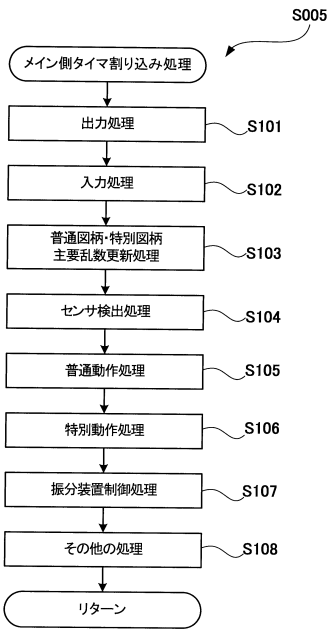 S005
メイン側タイマ割り込み処理
出力処理
S101
入力処理
S102
普通図柄・特別図柄
主要乱数更新処理
S103
センサ検出処理
S104
普通動作処理
S105
特別動作処理
S106
振分装置制御処理
S107
その他の処理
S108
リターン